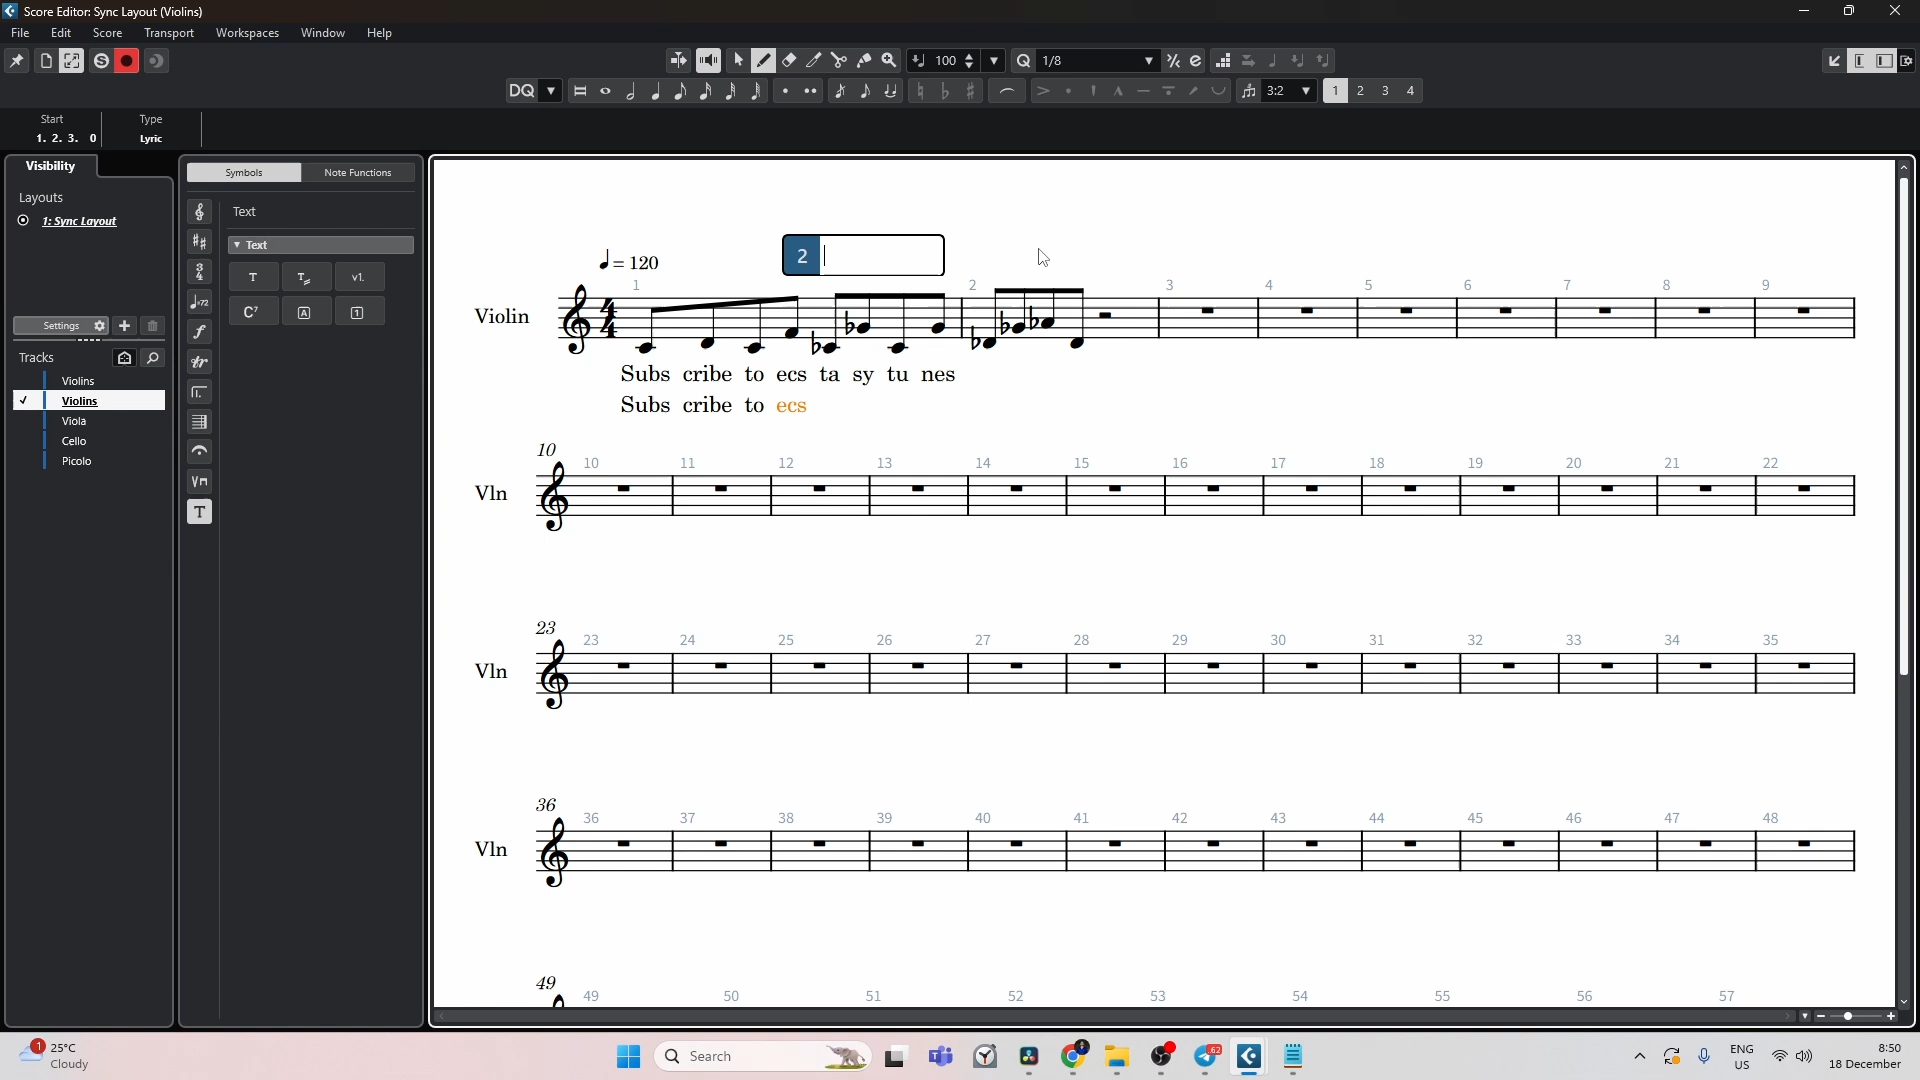 Score Editor: Sync Layout (Violins)
File Edit Score Transport Workspaces Window Help
100 Q 1/8
DQ 3:2 1 2 3 4
Start Type
1. 2. 3. 0 Lyric
Visibility
Layouts
1: Sync Layout
Settings
Tracks
Violins
Violins
Viola
Cello
Picolo
Symbols Note Functions
Text
Text
T T v1.
C7 A 1
=72
f
tr
T
= 120
2
1 2 3 4 5 6 7 8 9
Violin
Subs cribe to ecs ta sy tu nes
Subs cribe to ecs
10
10 11 12 13 14 15 16 17 18 19 20 21 22
Vln
23
23 24 25 26 27 28 29 30 31 32 33 34 35
Vln
36
36 37 38 39 40 41 42 43 44 45 46 47 48
Vln
49
49 50 51 52 53 54 55 56 57
1 25°C
Cloudy
Search
62
ENG
US
8:50
18 December